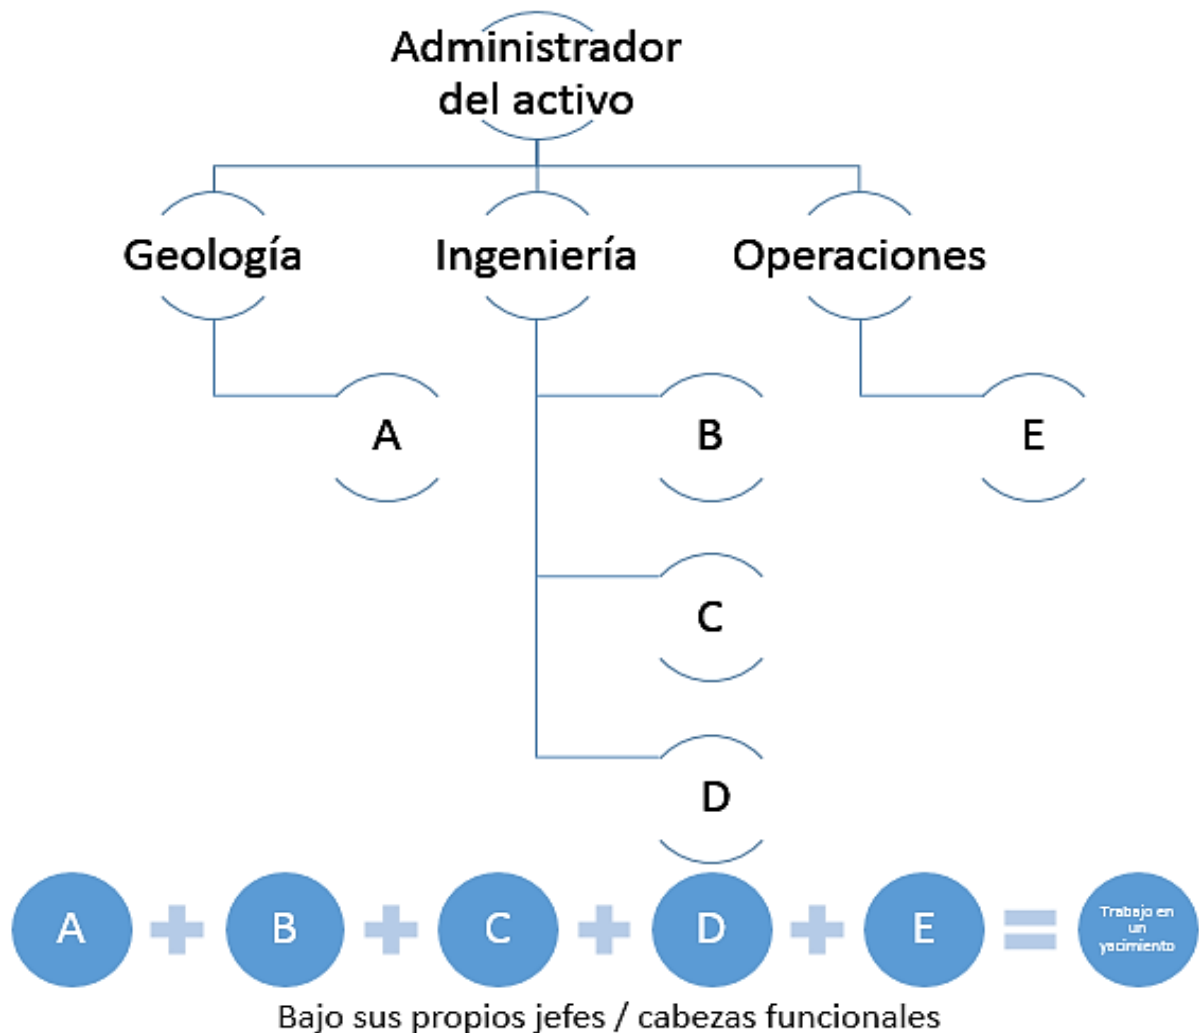 Administrador
del activo
Geología
Ingeniería
Operaciones
A
B
E
C
D
A + B + C + D + E = Trabajo en
un
yacimiento
Bajo sus propios jefes / cabezas funcionales